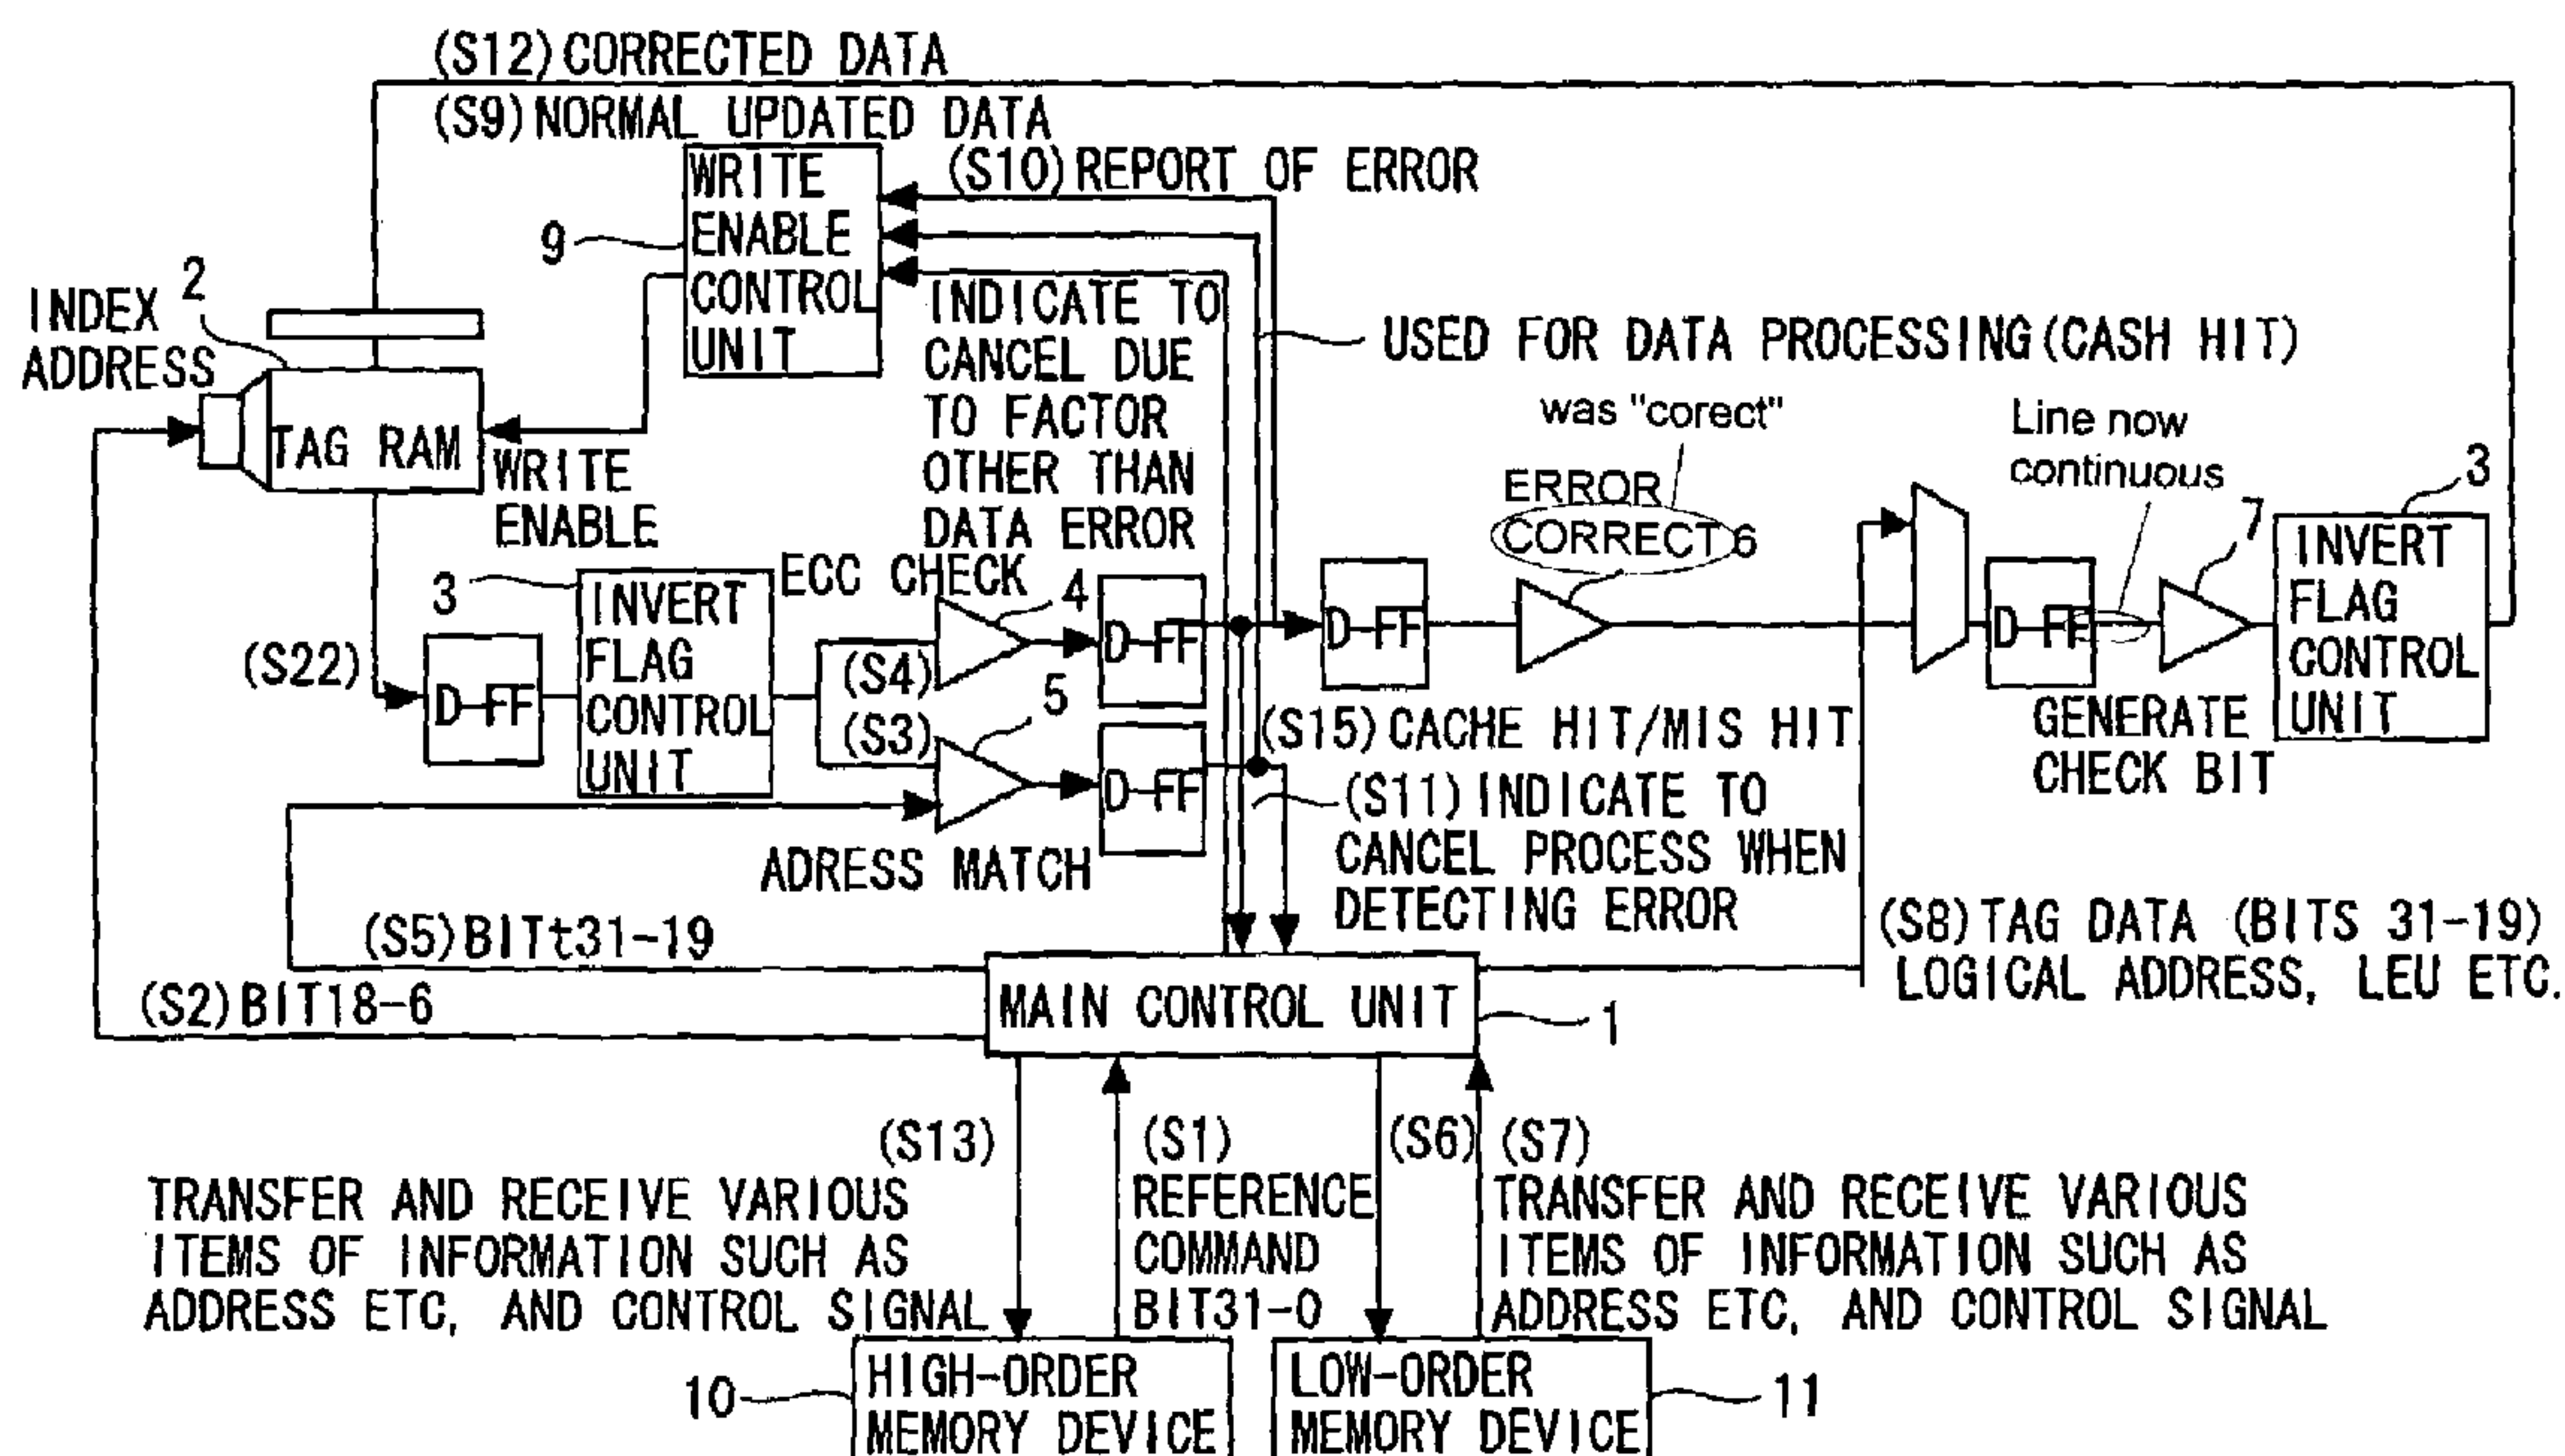 (S12) CORRECTED DATA
(S9) NORMAL UPDATED DATA
WRITE
ENABLE
CONTROL
UNIT
9
(S10) REPORT OF ERROR
INDEX
ADDRESS
2
TAG RAM
WRITE
ENABLE
INDICATE TO
CANCEL DUE
TO FACTOR
OTHER THAN
DATA ERROR
USED FOR DATA PROCESSING (CASH HIT)
was "corect"
ERROR
CORRECT 6
Line now
continuous
7
3
INVERT
FLAG
CONTROL
UNIT
(S22)
D-FF
3
INVERT
FLAG
CONTROL
UNIT
ECC CHECK
4
(S4)
(S3)
5
D-FF
D-FF
D-FF
D-FF
GENERATE
CHECK BIT
ADRESS MATCH
(S15) CACHE HIT/MIS HIT
(S11) INDICATE TO
CANCEL PROCESS WHEN
DETECTING ERROR
(S5) BITt31-19
(S2) BIT18-6
MAIN CONTROL UNIT
1
(S8) TAG DATA (BITS 31-19)
LOGICAL ADDRESS, LEU ETC.
(S13)
TRANSFER AND RECEIVE VARIOUS
ITEMS OF INFORMATION SUCH AS
ADDRESS ETC, AND CONTROL SIGNAL
(S1)
REFERENCE
COMMAND
BIT31-0
(S6)
(S7)
TRANSFER AND RECEIVE VARIOUS
ITEMS OF INFORMATION SUCH AS
ADDRESS ETC, AND CONTROL SIGNAL
10
HIGH-ORDER
MEMORY DEVICE
LOW-ORDER
MEMORY DEVICE
11